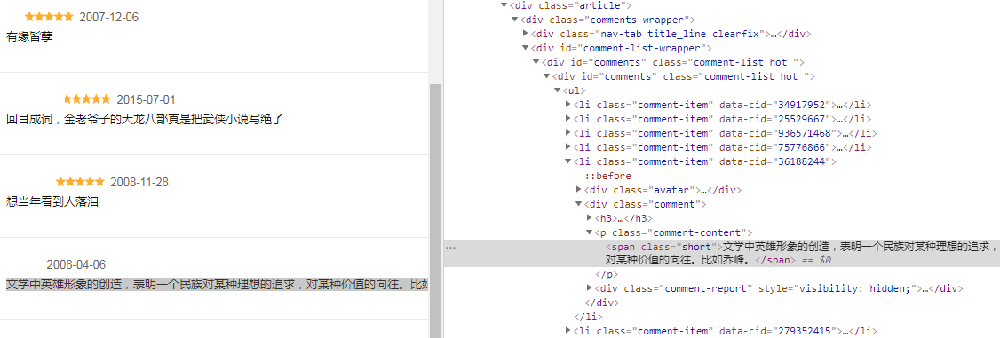 2007-12-06
有缘皆孽
2015-07-01
回目成词，金老爷子的天龙八部真是把武侠小说写绝了
2008-11-28
想当年看到人落泪
2008-04-06
文学中英雄形象的创造，表明一个民族对某种理想的追求，对某种价值的向往。比如
<div class="article">
<div class="comments-wrapper">
<div class="nav-tab title_line clearfix">…</div>
<div id="comment-list-wrapper">
<div id="comments" class="comment-list hot ">
<div id="comments" class="comment-list hot ">
<ul>
<li class="comment-item" data-cid="34917952">…</li>
<li class="comment-item" data-cid="25529667">…</li>
<li class="comment-item" data-cid="936571468">…</li>
<li class="comment-item" data-cid="75776866">…</li>
<li class="comment-item" data-cid="36188244">
::before
<div class="avatar">…</div>
<div class="comment">
<h3>…</h3>
<p class="comment-content">
<span class="short">文学中英雄形象的创造，表明一个民族对某种理想的追求，
对某种价值的向往。比如乔峰。</span> == $0
</p>
<div class="comment-report" style="visibility: hidden;">…</div>
</div>
</li>
<li class="comment-item" data-cid="279352415">…</li>